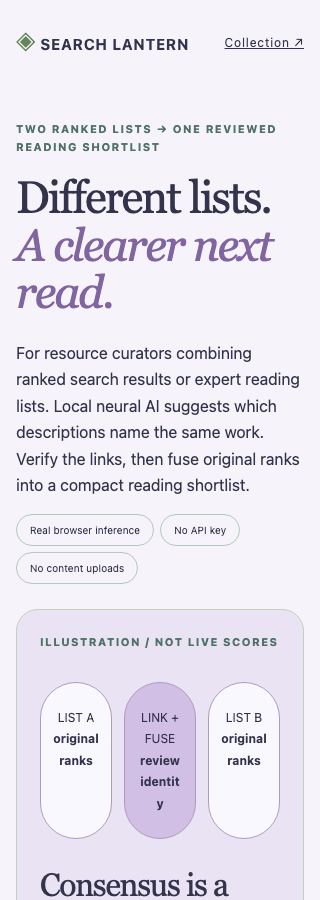 SEARCH LANTERN
Collection ↗
TWO RANKED LISTS → ONE REVIEWED
READING SHORTLIST
Different lists.
A clearer next
read.
For resource curators combining
ranked search results or expert reading
lists. Local neural AI suggests which
descriptions name the same work.
Verify the links, then fuse original ranks
into a compact reading shortlist.
Real browser inference
No API key
No content uploads
ILLUSTRATION / NOT LIVE SCORES
LIST A
original
ranks
LINK +
FUSE
review
identit
y
LIST B
original
ranks
Consensus is a